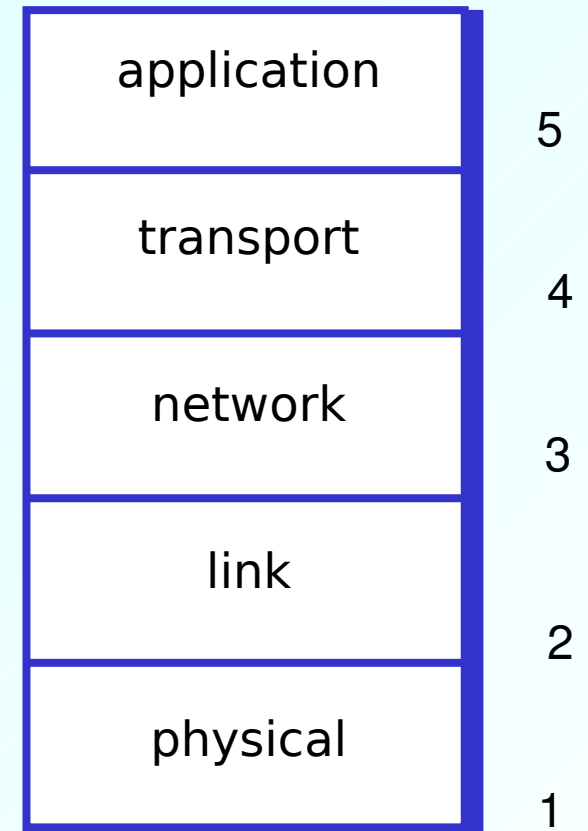 application
5
transport
4
network
3
link
2
physical
1